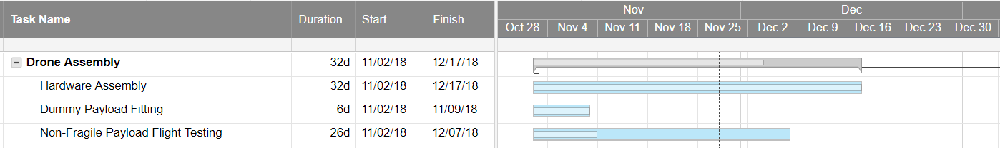 Nov Dec
Task Name Duration Start Finish
Oct 28 Nov 4 Nov 11 Nov 18 Nov 25 Dec 2 Dec 9 Dec 16 Dec 23 Dec 30
Drone Assembly 32d 11/02/18 12/17/18
Hardware Assembly 32d 11/02/18 12/17/18
Dummy Payload Fitting 6d 11/02/18 11/09/18
Non-Fragile Payload Flight Testing 26d 11/02/18 12/07/18